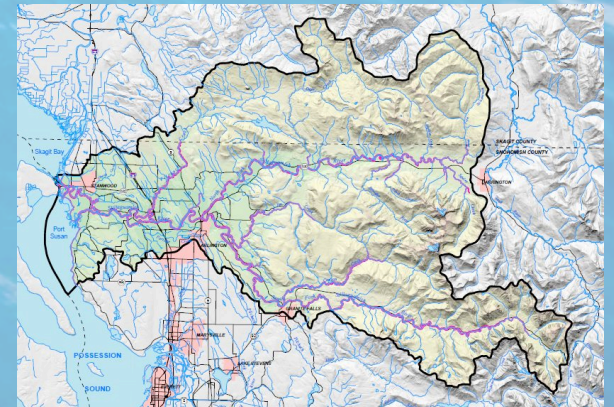 SKAGIT COUNTY
SNOHOMISH COUNTY
Skagit Bay
STANWOOD
DARRINGTON
Port
Susan
ARLINGTON
GRANITE FALLS
MARYSVILLE
POSSESSION
LAKE STEVENS
SOUND